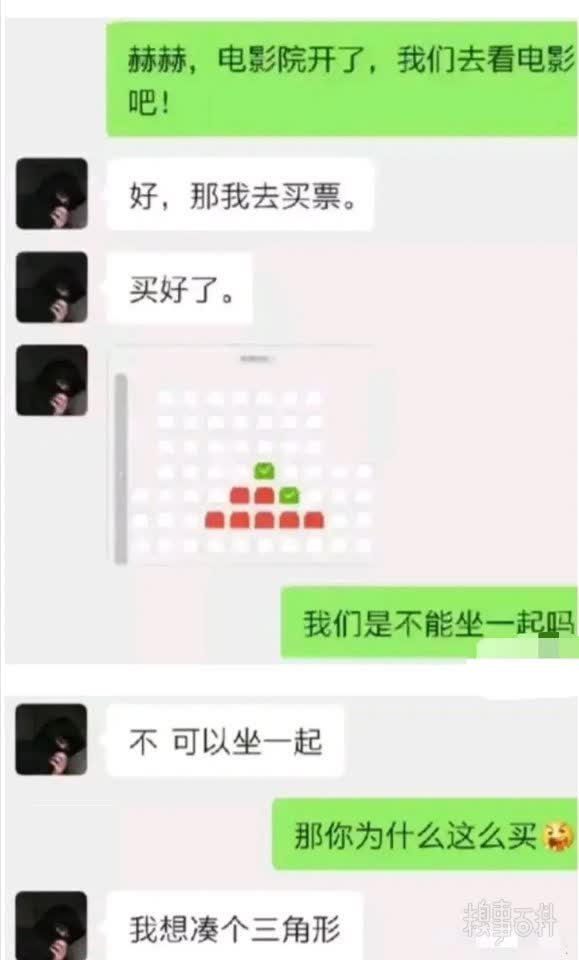 赫赫，电影院开了，我们去看电影
吧！
好，那我去买票。
买好了。
我们是不能坐一起吗
不 可以坐一起
那你为什么这么买
我想凑个三角形
糗事百科